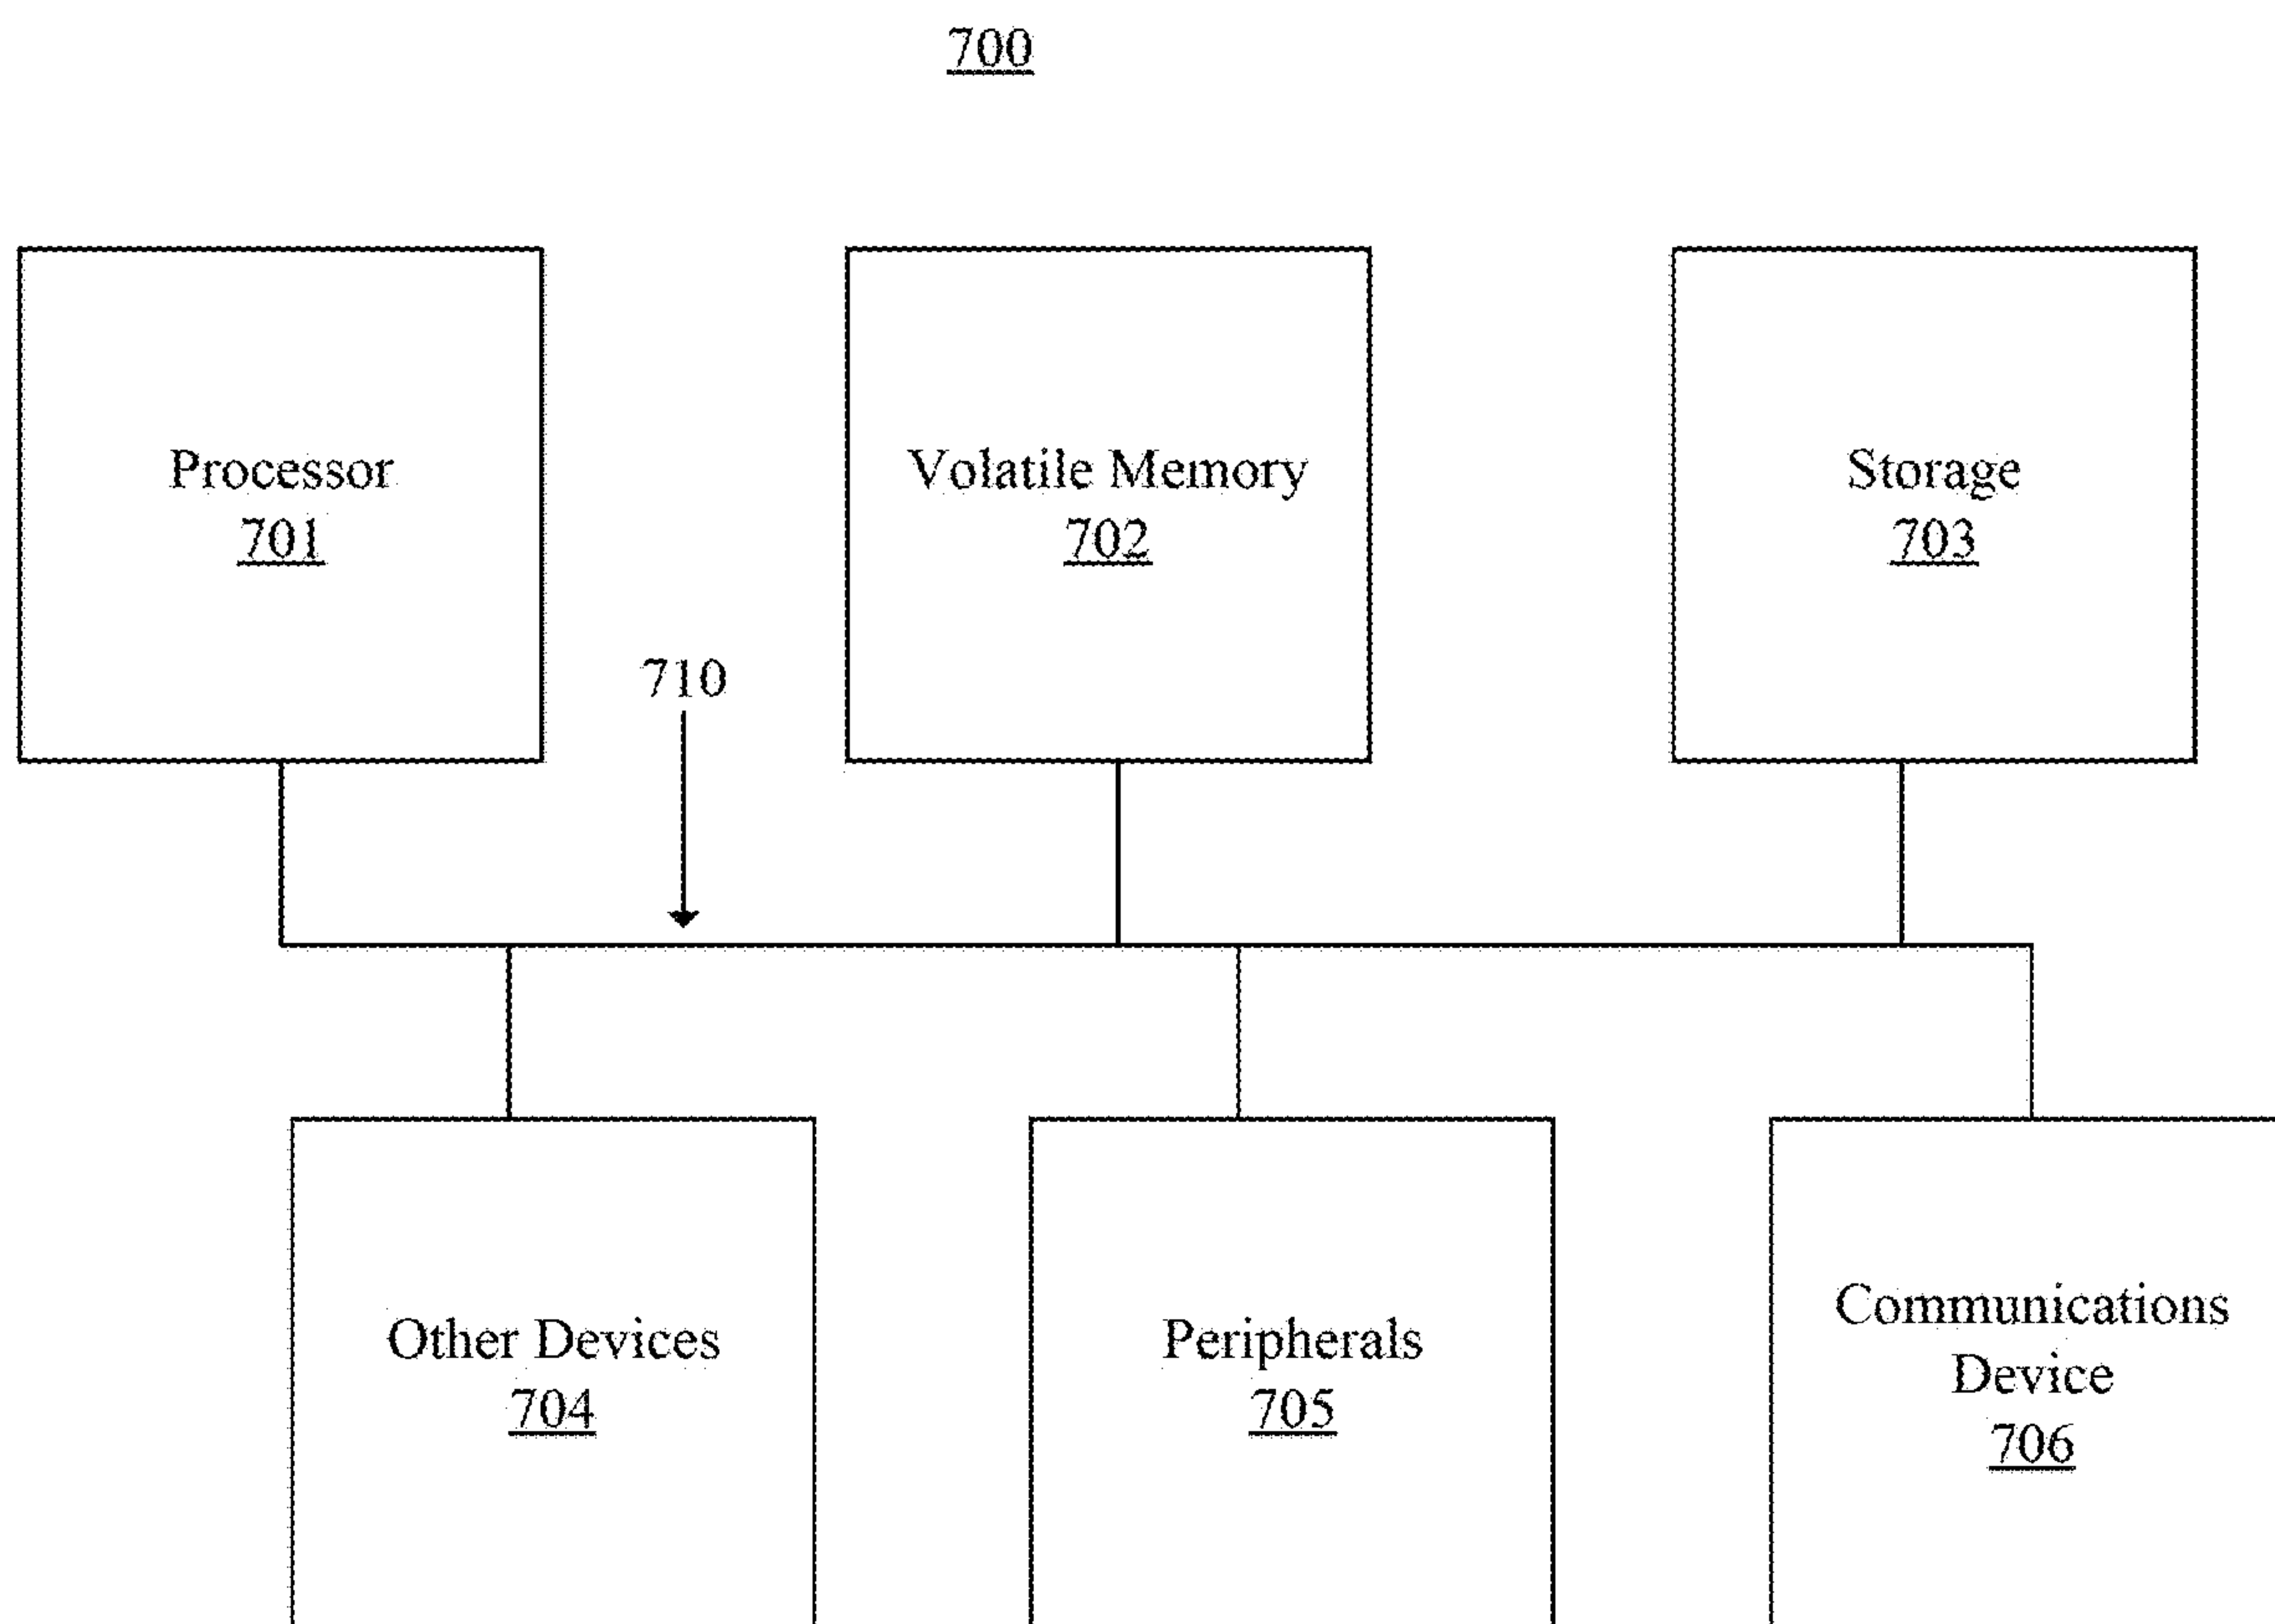 700
Processor
701
Volatile Memory
702
Storage
703
710
Other Devices
704
Peripherals
705
Communications
Device
706